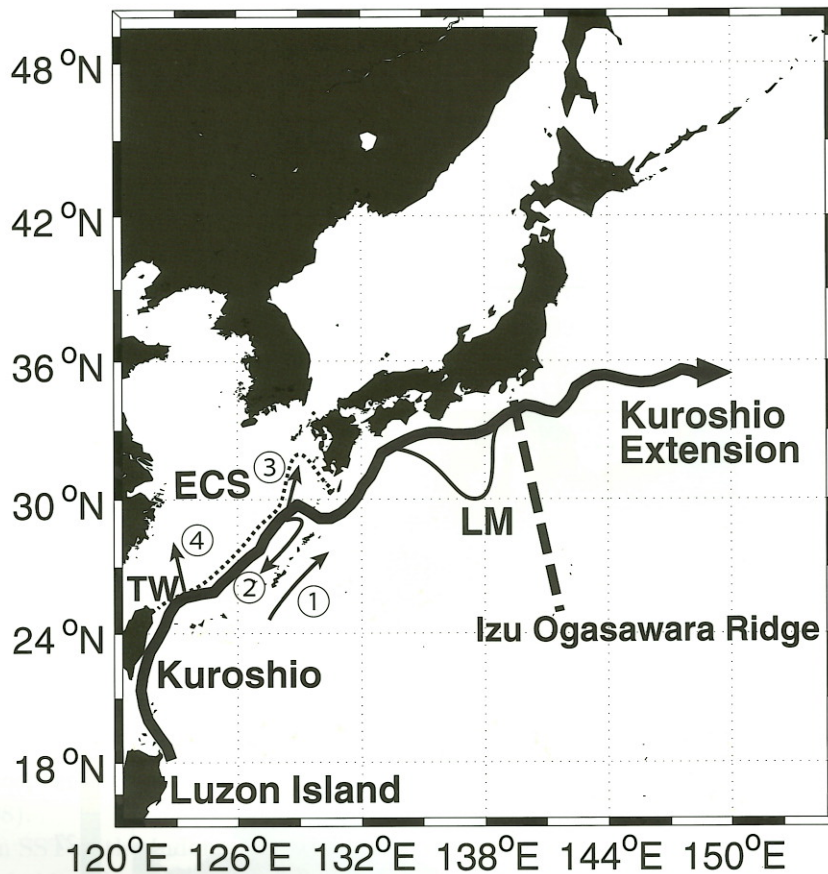 48 °N
42 °N
36 °N
30 °N
24 °N
18 °N
Kuroshio
Extension
ECS
③
LM
④
TW
②
①
Izu Ogasawara Ridge
Kuroshio
Luzon Island
120 °E 126 °E 132 °E 138 °E 144 °E 150 °E